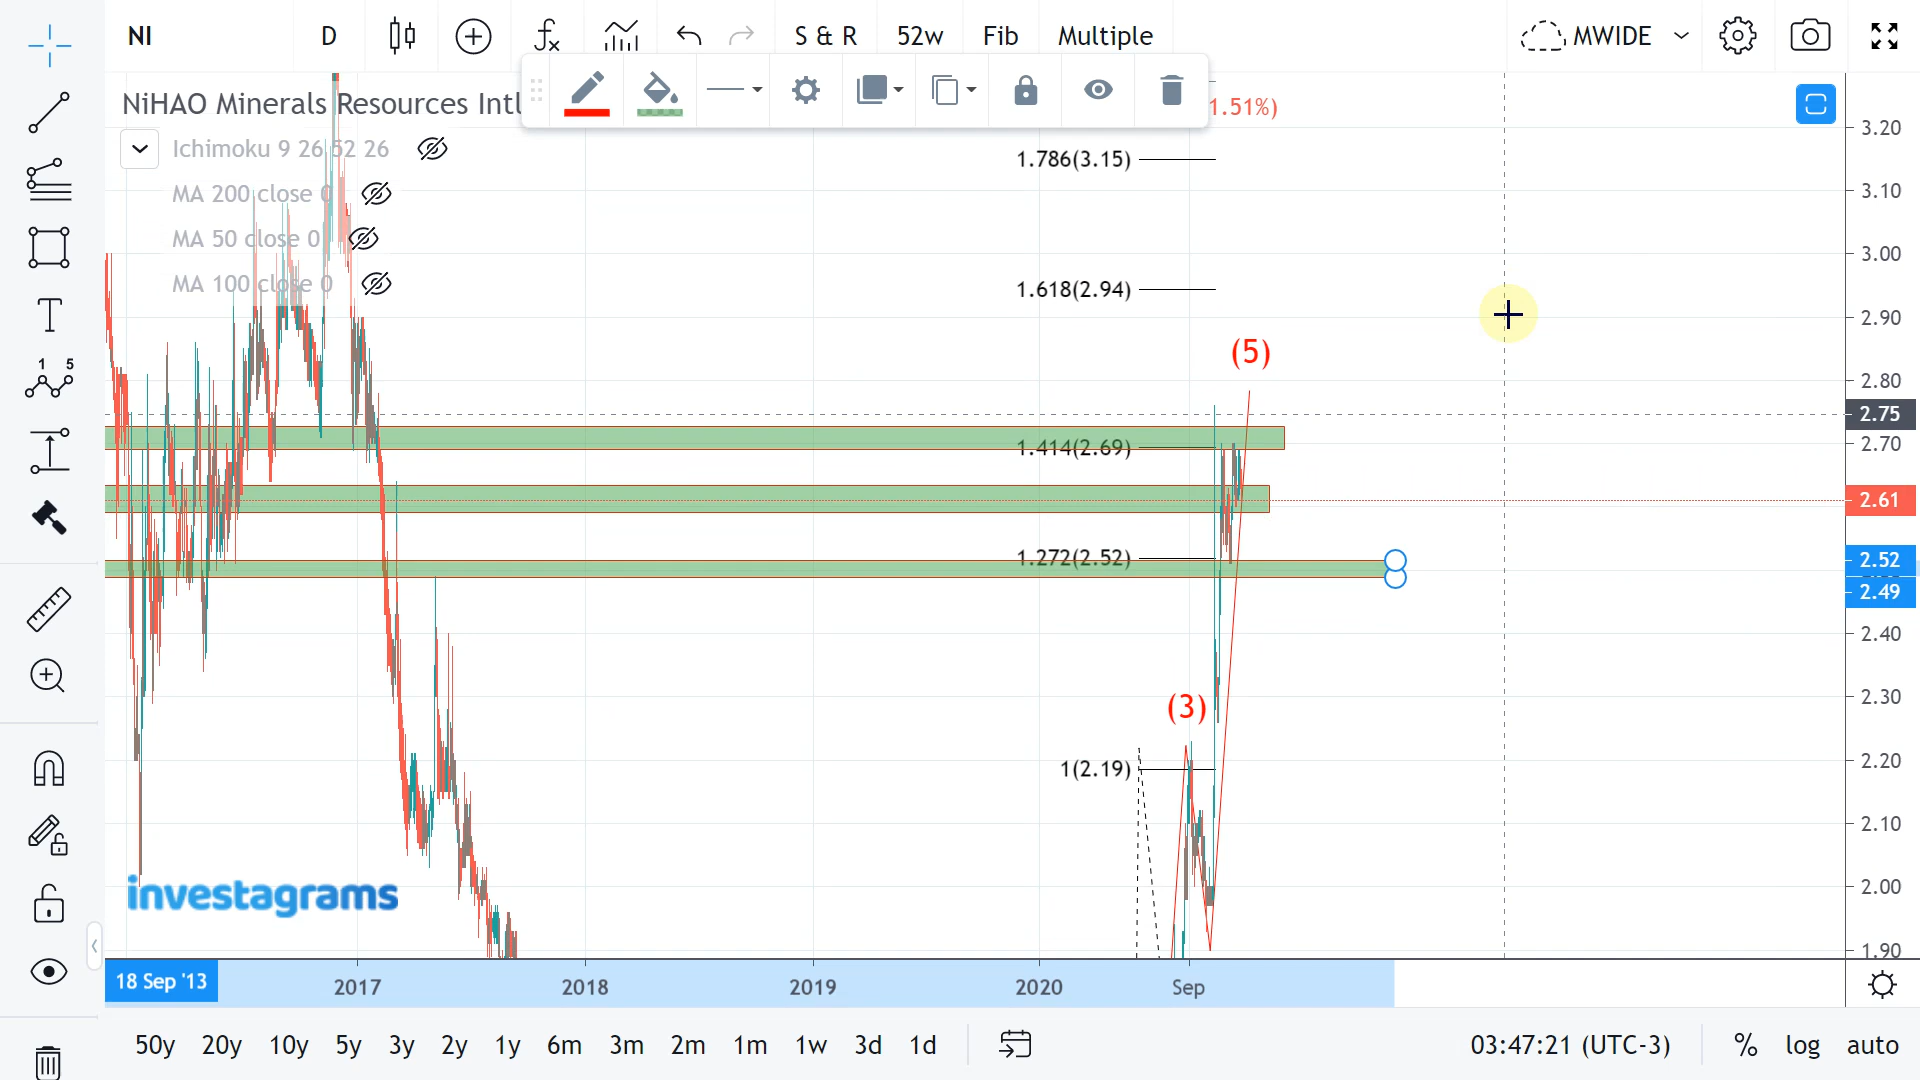 NI D S & R 52w Fib Multiple MWIDE
NiHAO Minerals Resources Intl 1.51%)
Ichimoku 9 26 52 26
MA 200 close 0
MA 50 close 0
MA 100 close 0
1.786(3.15)
1.618(2.94)
(5)
1.414(2.69)
1.272(2.52)
(3)
1(2.19)
3.20
3.10
3.00
2.90
2.80
2.75
2.70
2.61
2.52
2.49
2.40
2.30
2.20
2.10
2.00
1.90
1 5
investagrams
18 Sep '13 2017 2018 2019 2020 Sep
50y 20y 10y 5y 3y 2y 1y 6m 3m 2m 1m 1w 3d 1d 03:47:21 (UTC-3) % log auto